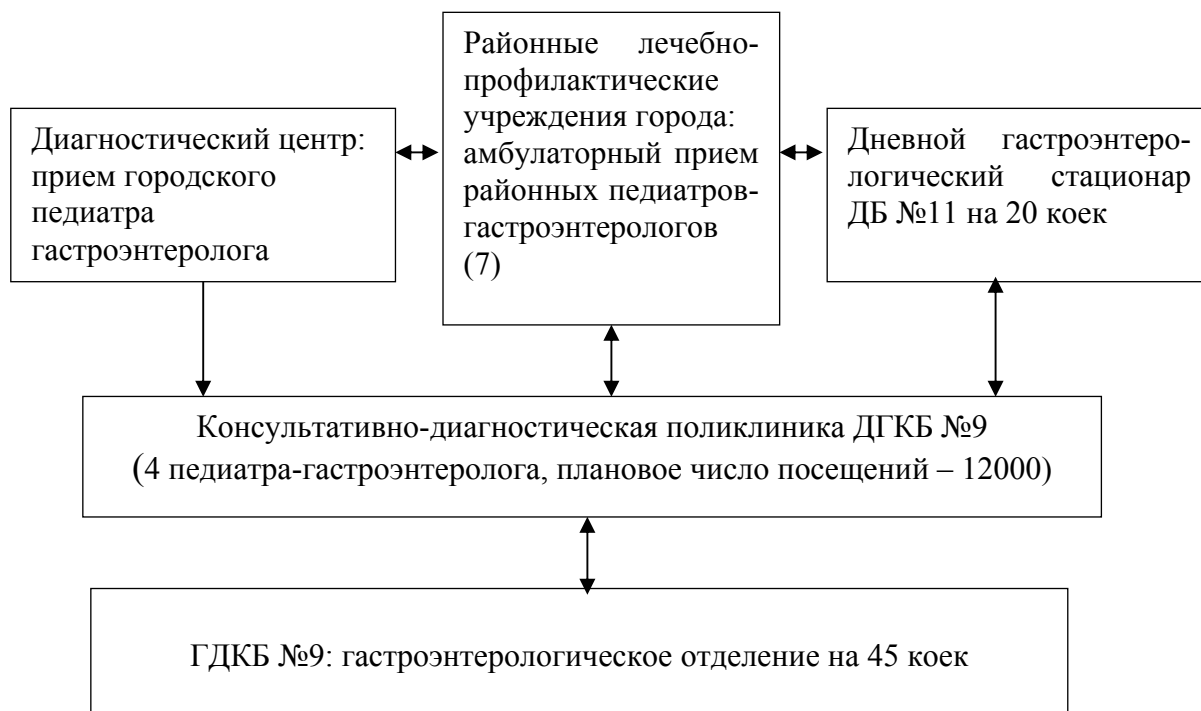 Диагностический центр:
прием городского
педиатра
гастроэнтеролога
Районные лечебно-
профилактические
учреждения города:
амбулаторный прием
районных педиатров-
гастроэнтерологов
(7)
Дневной гастроэнтеро-
логический стационар
ДБ №11 на 20 коек
Консультативно-диагностическая поликлиника ДГКБ №9
(4 педиатра-гастроэнтеролога, плановое число посещений – 12000)
ГДКБ №9: гастроэнтерологическое отделение на 45 коек